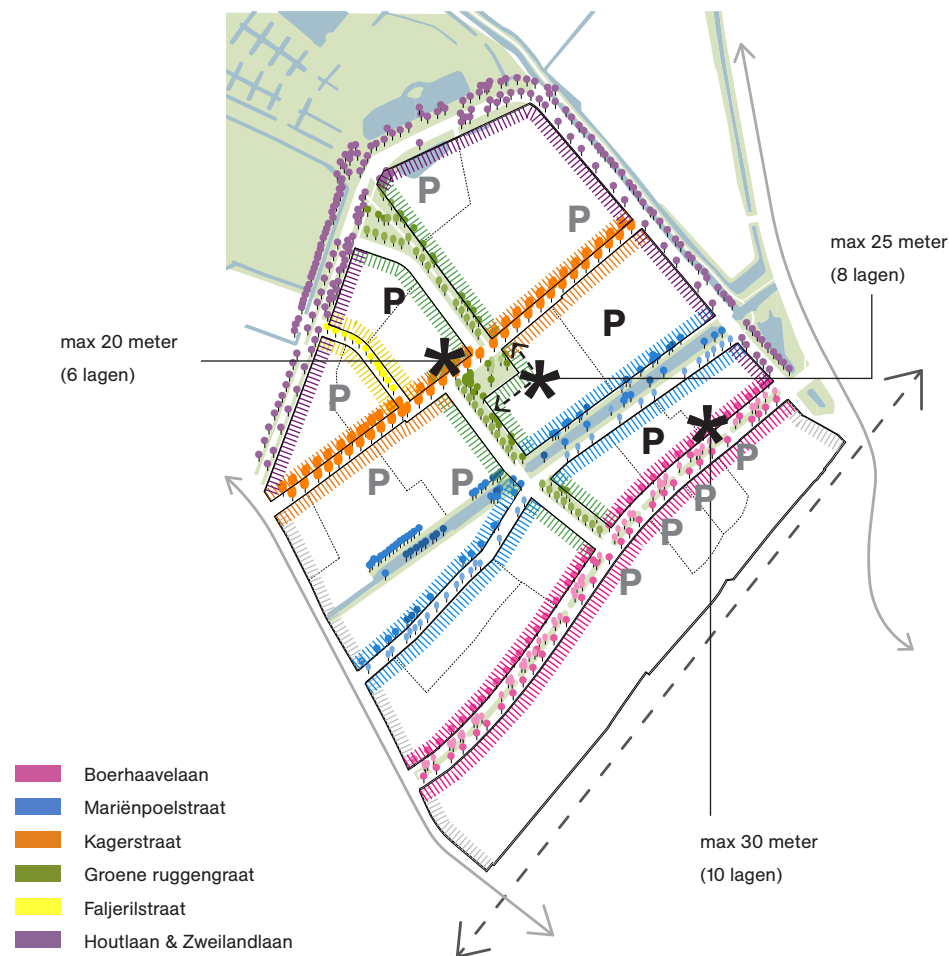 P
P
max 25 meter
(8 lagen)
P
P
max 20 meter
(6 lagen)
*
*
P
*
P
P
P
P
P
P
P
P
max 30 meter
(10 lagen)
Boerhaavelaan
Mariënpoelstraat
Kagerstraat
Groene ruggengraat
Faljerilstraat
Houtlaan & Zweilandlaan